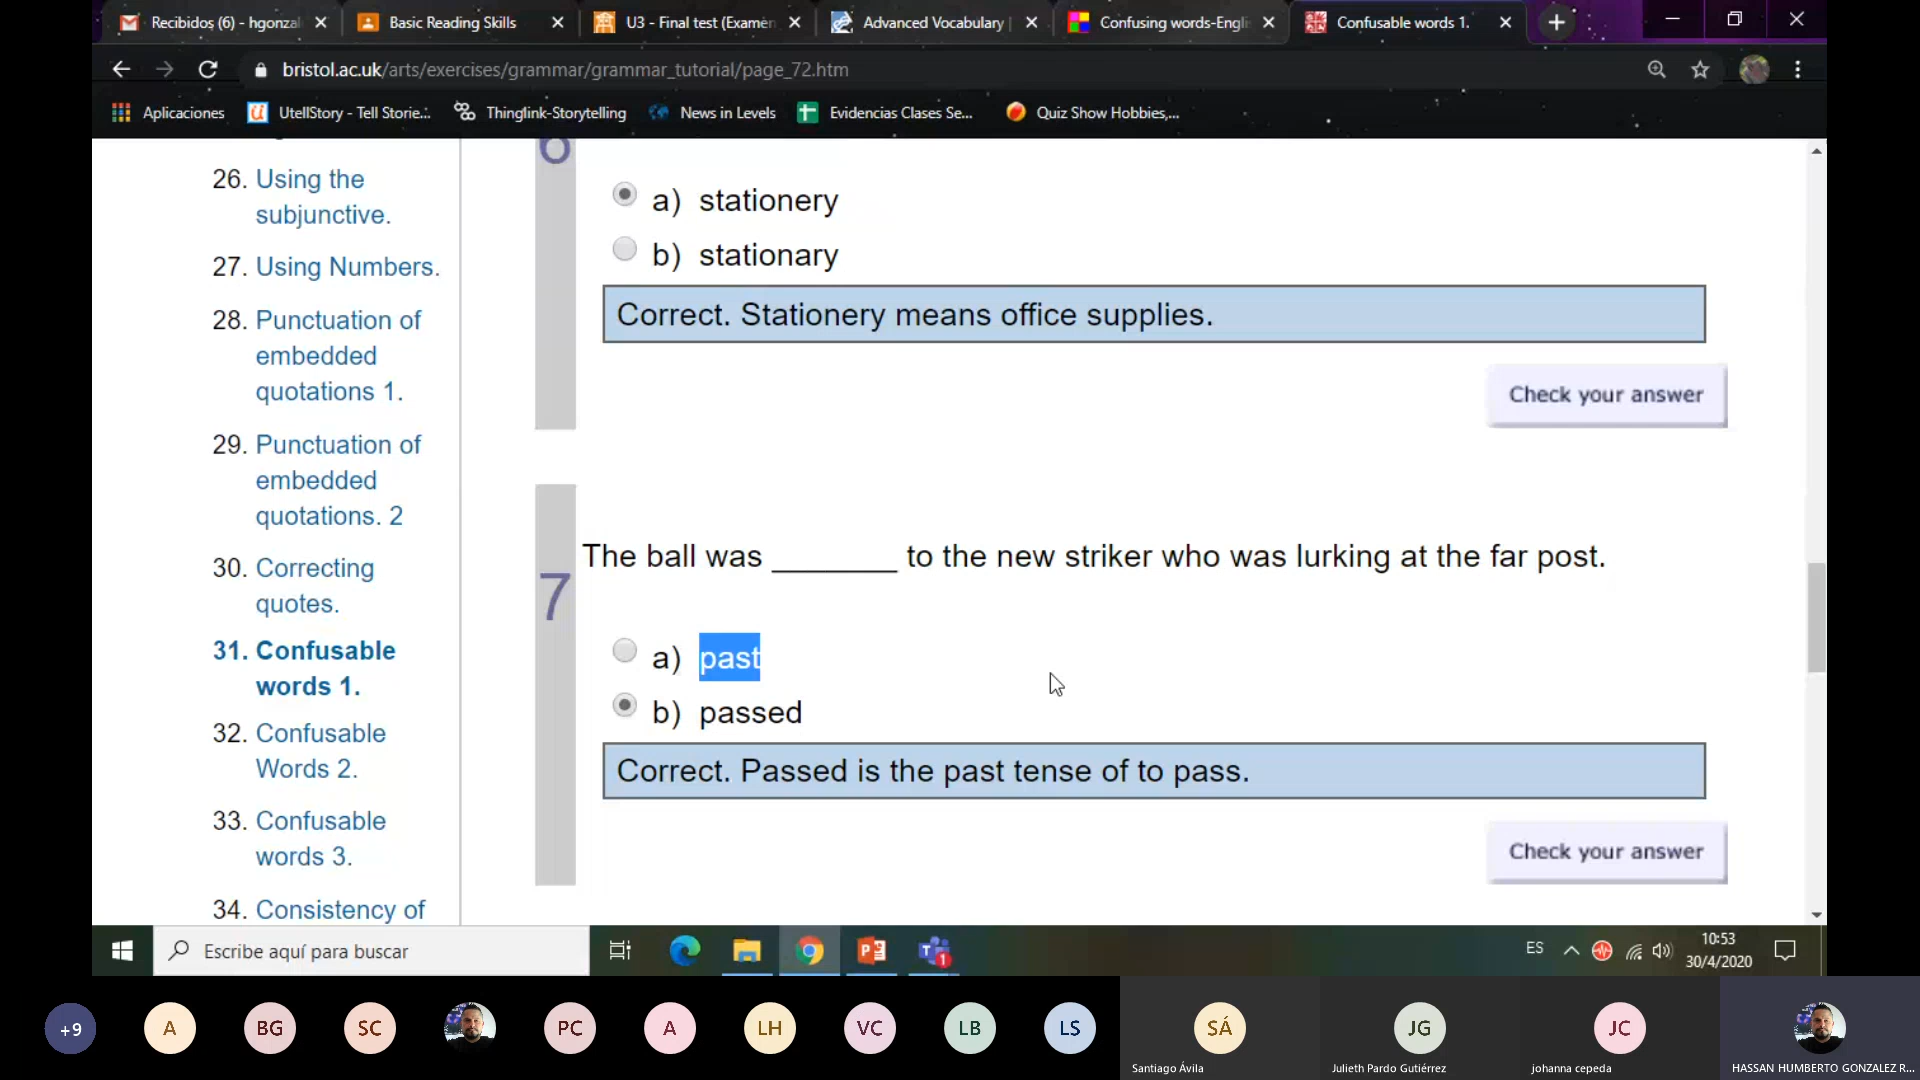 Recibidos (6) - hgonzal
Basic Reading Skills
U3 - Final test (Examen
Advanced Vocabulary |
Confusing words-Engli
Confusable words 1.
bristol.ac.uk/arts/exercises/grammar/grammar_tutorial/page_72.htm
Aplicaciones
UtellStory - Tell Storie...
Thinglink-Storytelling
News in Levels
Evidencias Clases Se...
Quiz Show Hobbies,...
26. Using the
subjunctive.
27. Using Numbers.
28. Punctuation of
embedded
quotations 1.
29. Punctuation of
embedded
quotations. 2
30. Correcting
quotes.
31. Confusable
words 1.
32. Confusable
Words 2.
33. Confusable
words 3.
34. Consistency of
6
a) stationery
b) stationary
Correct. Stationery means office supplies.
Check your answer
7
The ball was _______ to the new striker who was lurking at the far post.
a) past
b) passed
Correct. Passed is the past tense of to pass.
Check your answer
Escribe aquí para buscar
ES
10:53
30/4/2020
+9
A
BG
SC
PC
A
LH
VC
LB
LS
SÁ
JG
JC
Santiago Ávila
Julieth Pardo Gutiérrez
johanna cepeda
HASSAN HUMBERTO GONZALEZ R...